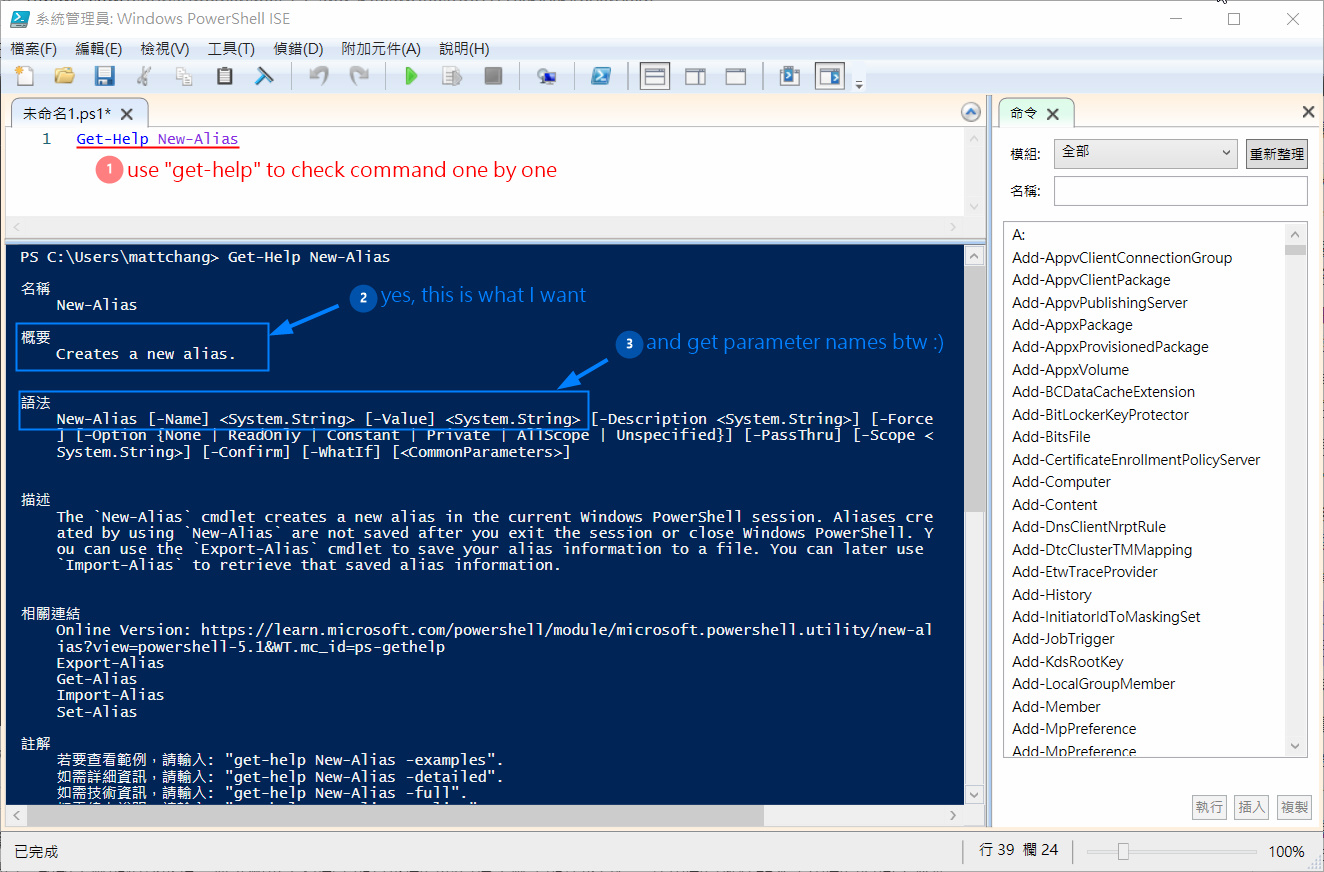 系統管理員: Windows PowerShell ISE
檔案(F) 編輯(E) 檢視(V) 工具(T) 偵錯(D) 附加元件(A) 說明(H)
未命名1.ps1*
1 Get-Help New-Alias
1 use "get-help" to check command one by one
PS C:\Users\mattchang> Get-Help New-Alias
名稱
New-Alias
2 yes, this is what I want
概要
Creates a new alias.
3 and get parameter names btw :)
語法
New-Alias [-Name] <System.String> [-Value] <System.String> [-Description <System.String>] [-Force
] [-Option {None | ReadOnly | Constant | Private | AllScope | Unspecified}] [-PassThru] [-Scope <
System.String>] [-Confirm] [-WhatIf] [<CommonParameters>]
描述
The `New-Alias` cmdlet creates a new alias in the current Windows PowerShell session. Aliases cre
ated by using `New-Alias` are not saved after you exit the session or close Windows PowerShell. Y
ou can use the `Export-Alias` cmdlet to save your alias information to a file. You can later use
`Import-Alias` to retrieve that saved alias information.
相關連結
Online Version: https://learn.microsoft.com/powershell/module/microsoft.powershell.utility/new-al
ias?view=powershell-5.1&WT.mc_id=ps-gethelp
Export-Alias
Get-Alias
Import-Alias
Set-Alias
註解
若要查看範例，請輸入: "get-help New-Alias -examples".
如需詳細資訊，請輸入: "get-help New-Alias -detailed".
如需技術資訊，請輸入: "get-help New-Alias -full".
命令
模組: 全部 重新整理
名稱:
A:
Add-AppvClientConnectionGroup
Add-AppvClientPackage
Add-AppvPublishingServer
Add-AppxPackage
Add-AppxProvisionedPackage
Add-AppxVolume
Add-BCDataCacheExtension
Add-BitLockerKeyProtector
Add-BitsFile
Add-CertificateEnrollmentPolicyServer
Add-Computer
Add-Content
Add-DnsClientNrptRule
Add-DtcClusterTMMapping
Add-EtwTraceProvider
Add-History
Add-InitiatorIdToMaskingSet
Add-JobTrigger
Add-KdsRootKey
Add-LocalGroupMember
Add-Member
Add-MpPreference
Add-MpPreference
執行 插入 複製
已完成
行 39 欄 24
100%